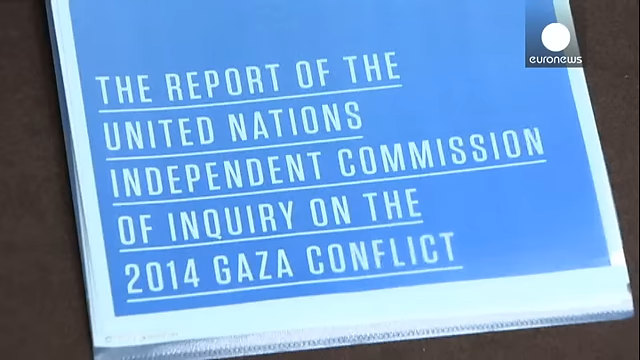 euronews
THE REPORT OF THE
UNITED NATIONS
INDEPENDENT COMMISSION
OF INQUIRY ON THE
2014 GAZA CONFLICT